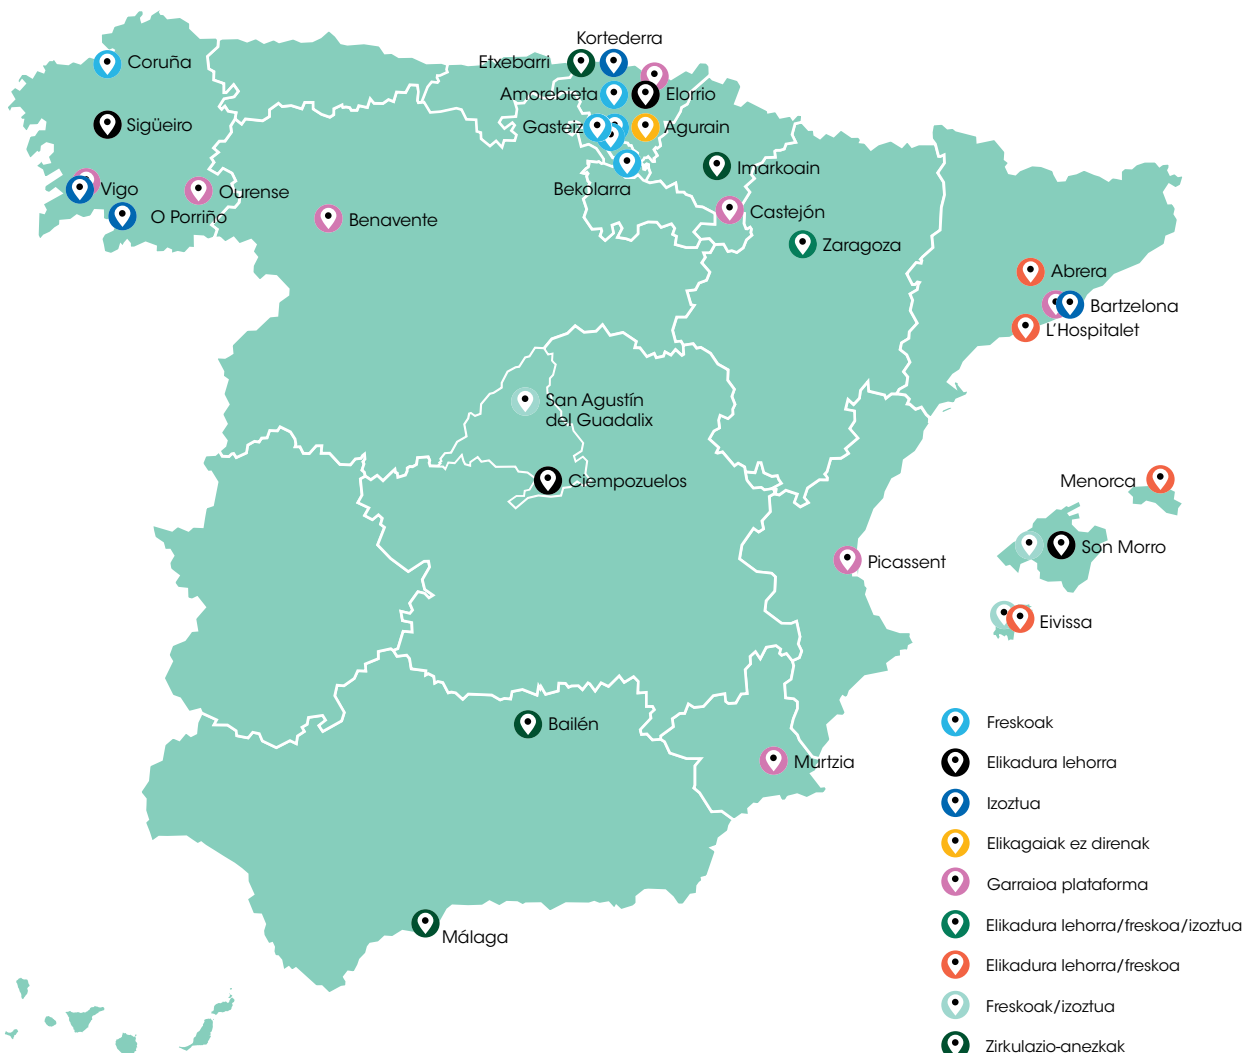 Kortederra
Coruña
Etxebarri
Amorebieta
Elorrio
Sigüeiro
Gasteiz
Agurain
Imarkoain
Vigo
Ourense
Bekolarra
O Porriño
Benavente
Castejón
Zaragoza
Abrera
Bartzelona
L’Hospitalet
San Agustín
del Guadalix
Ciempozuelos
Menorca
Son Morro
Picassent
Eivissa
Bailén
Murtzia
Málaga
Freskoak
Elikadura lehorra
Izoztua
Elikagaiak ez direnak
Garraioa plataforma
Elikadura lehorra/freskoa/izoztua
Elikadura lehorra/freskoa
Freskoak/izoztua
Zirkulazio-anezkak